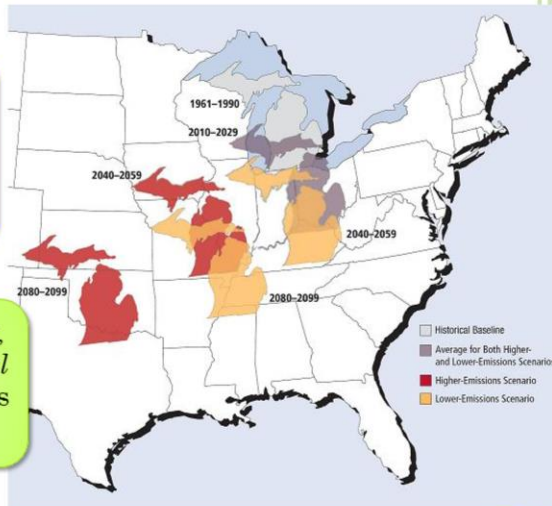 1961–1990
2010–2029
2040–2059
2040–2059
2080–2099
2080–2099
Historical Baseline
Average for Both Higher-
and Lower-Emissions Scenarios
Higher-Emissions Scenario
Lower-Emissions Scenario